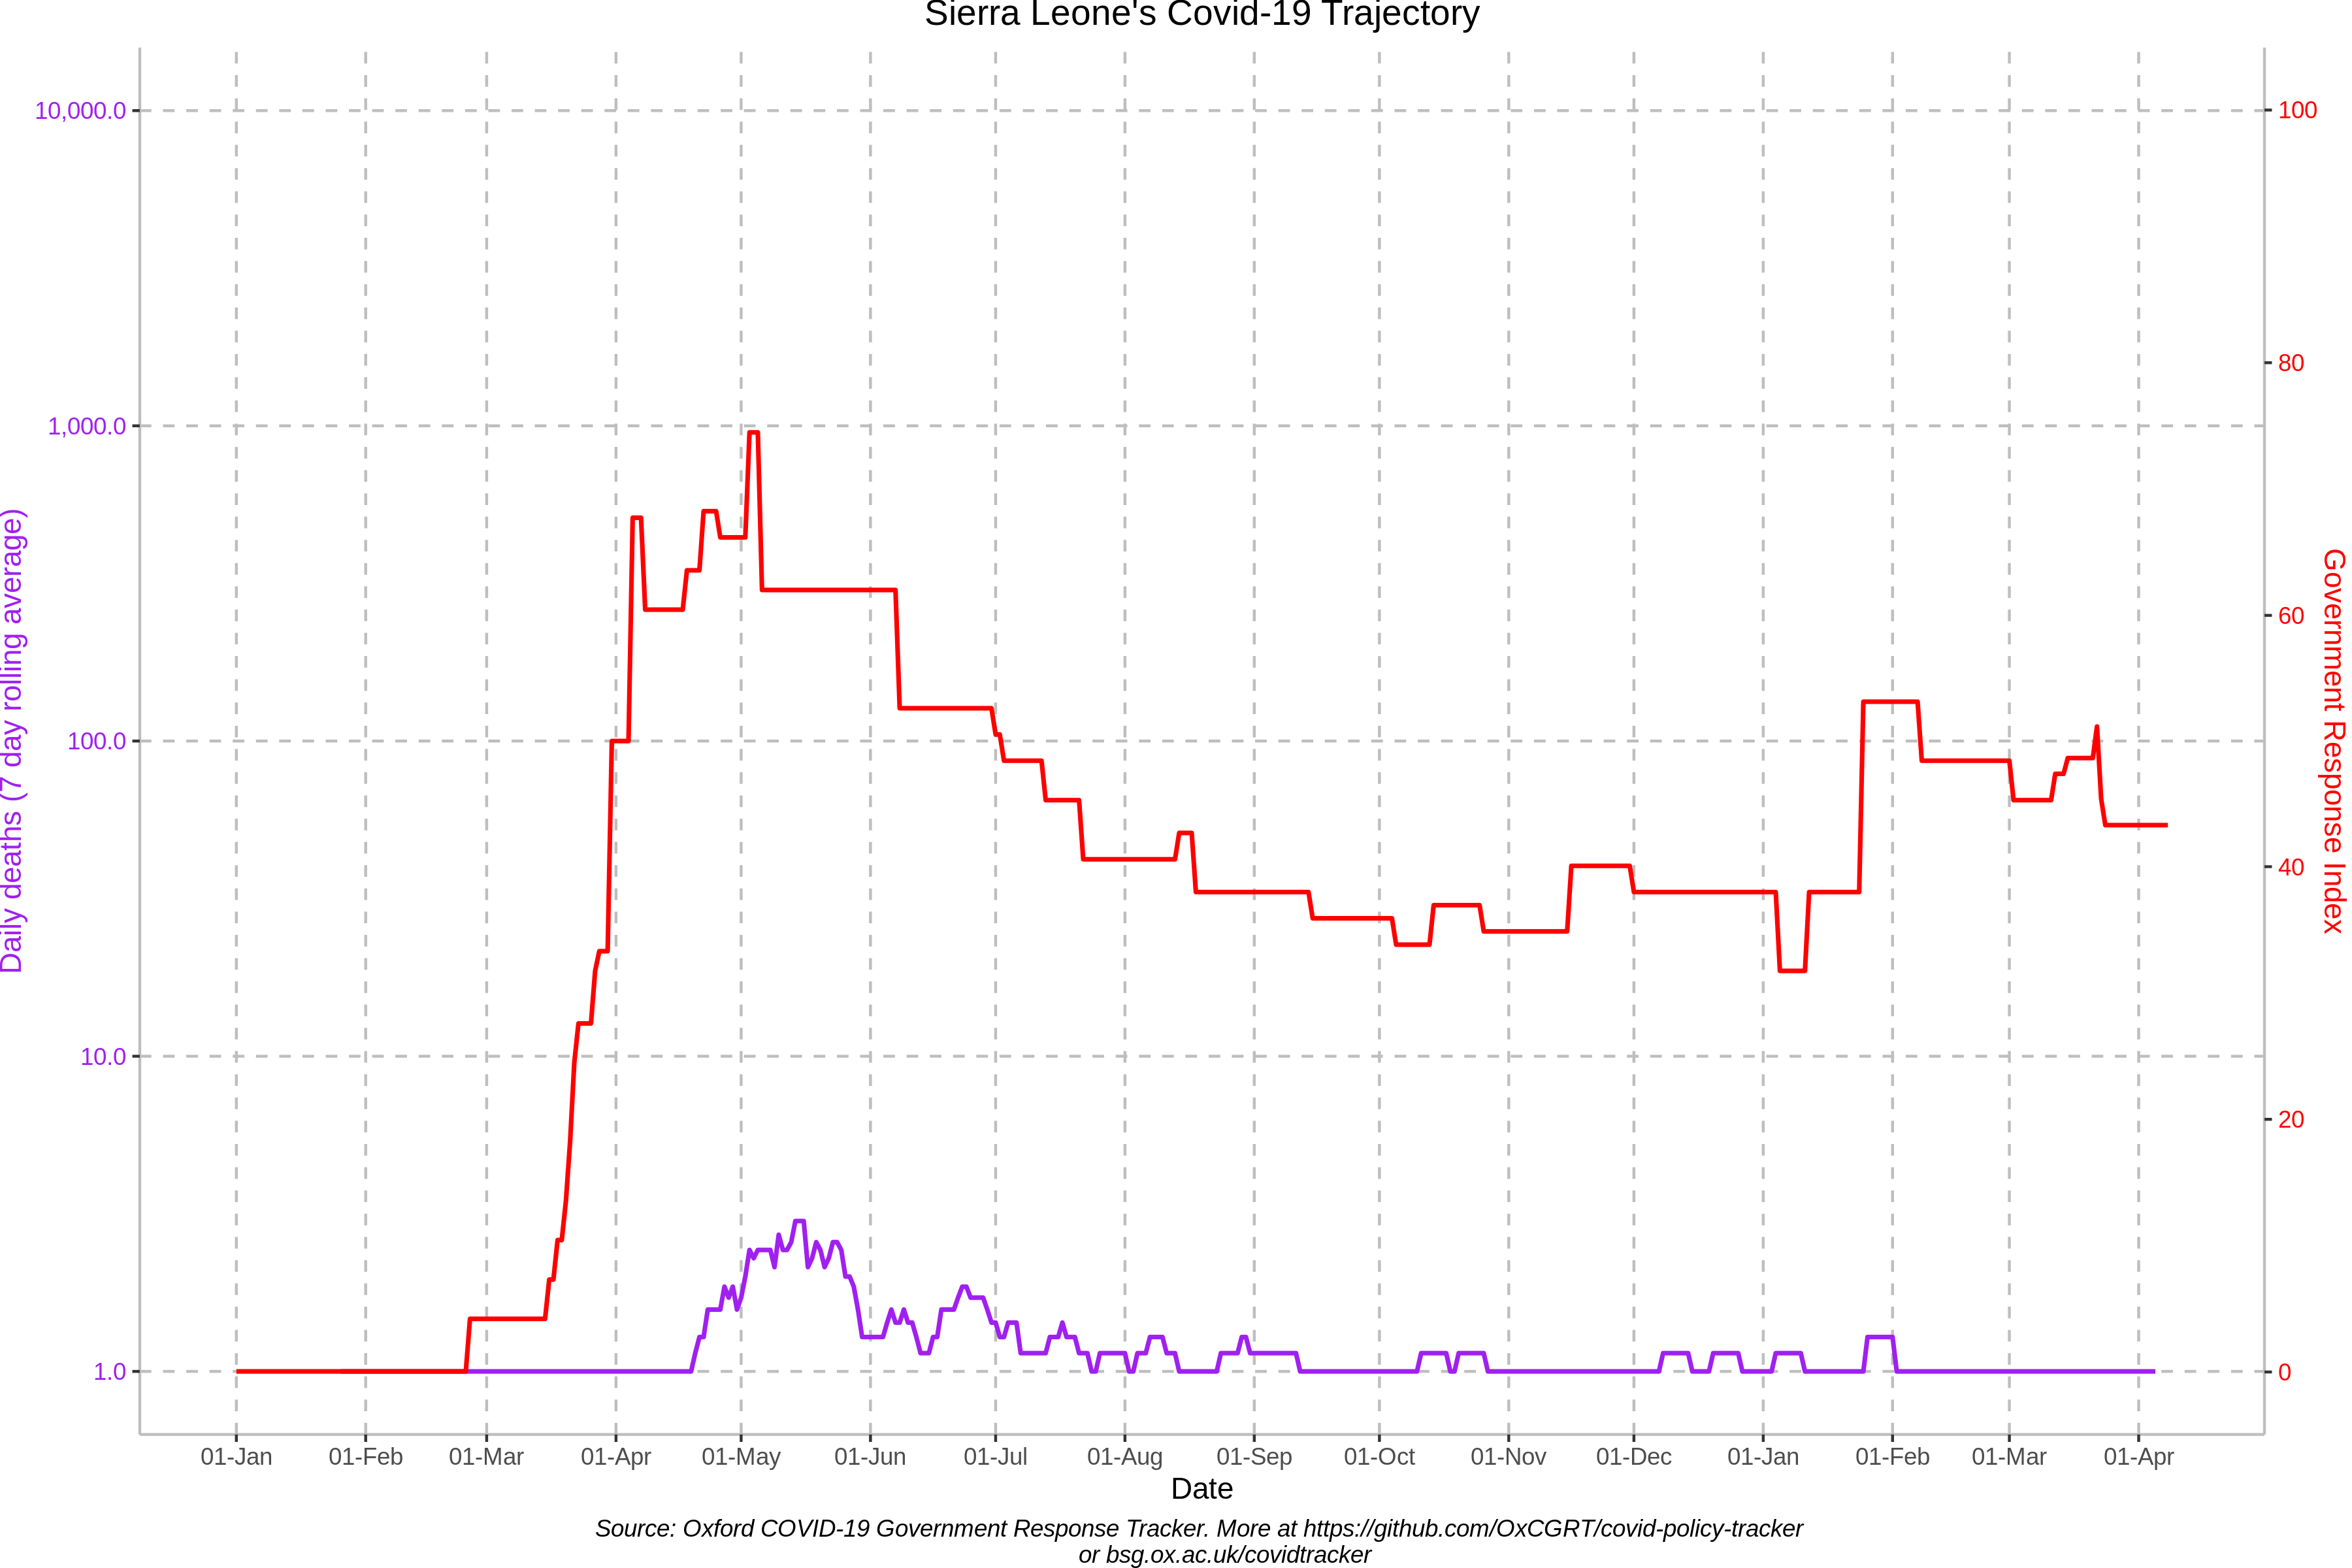 Sierra Leone's Covid-19 Trajectory
10,000.0
1,000.0
100.0
10.0
1.0
Daily deaths (7 day rolling average)
100
80
60
40
20
0
Government Response Index
01-Jan 01-Feb 01-Mar 01-Apr 01-May 01-Jun 01-Jul 01-Aug 01-Sep 01-Oct 01-Nov 01-Dec 01-Jan 01-Feb 01-Mar 01-Apr
Date
Source: Oxford COVID-19 Government Response Tracker. More at https://github.com/OxCGRT/covid-policy-tracker
or bsg.ox.ac.uk/covidtracker